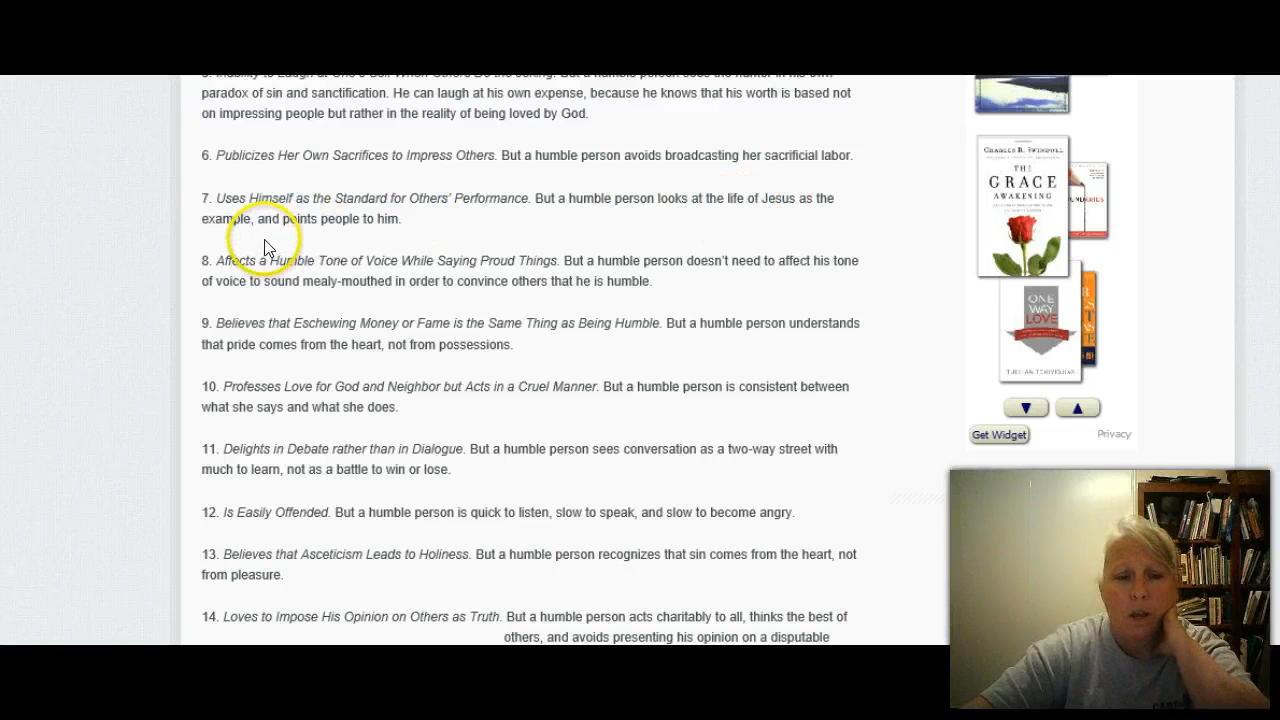 paradox of sin and sanctification. He can laugh at his own expense, because he knows that his worth is based not
on impressing people but rather in the reality of being loved by God.
6. Publicizes Her Own Sacrifices to Impress Others. But a humble person avoids broadcasting her sacrificial labor.
7. Uses Himself as the Standard for Others' Performance. But a humble person looks at the life of Jesus as the
example, and points people to him.
8. Affects a Humble Tone of Voice While Saying Proud Things. But a humble person doesn't need to affect his tone
of voice to sound mealy-mouthed in order to convince others that he is humble.
9. Believes that Eschewing Money or Fame is the Same Thing as Being Humble. But a humble person understands
that pride comes from the heart, not from possessions.
10. Professes Love for God and Neighbor but Acts in a Cruel Manner. But a humble person is consistent between
what she says and what she does.
11. Delights in Debate rather than in Dialogue. But a humble person sees conversation as a two-way street with
much to learn, not as a battle to win or lose.
12. Is Easily Offended. But a humble person is quick to listen, slow to speak, and slow to become angry.
13. Believes that Asceticism Leads to Holiness. But a humble person recognizes that sin comes from the heart, not
from pleasure.
14. Loves to Impose His Opinion on Others as Truth. But a humble person acts charitably to all, thinks the best of
others, and avoids presenting his opinion on a disputable
CHARLES R. SWINDOLL
THE
GRACE
AWAKENING
ONE
WAY
LOVE
Get Widget
Privacy